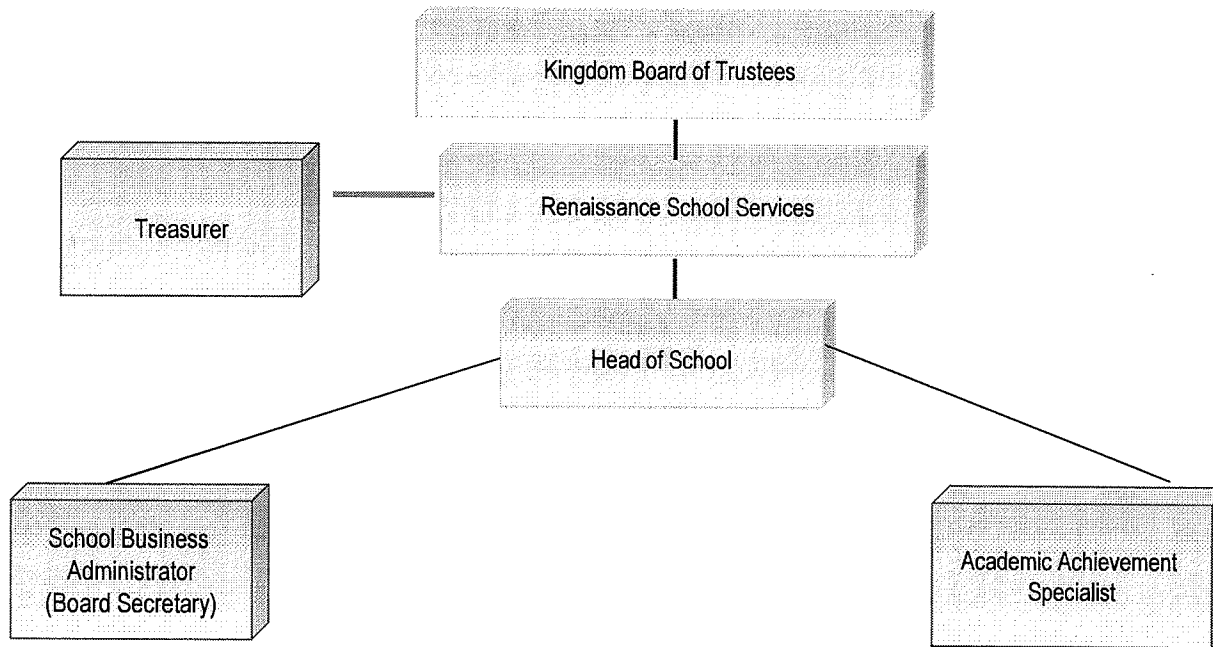 Kingdom Board of Trustees
Treasurer
Renaissance School Services
Head of School
School Business
Administrator
(Board Secretary)
Academic Achievement
Specialist